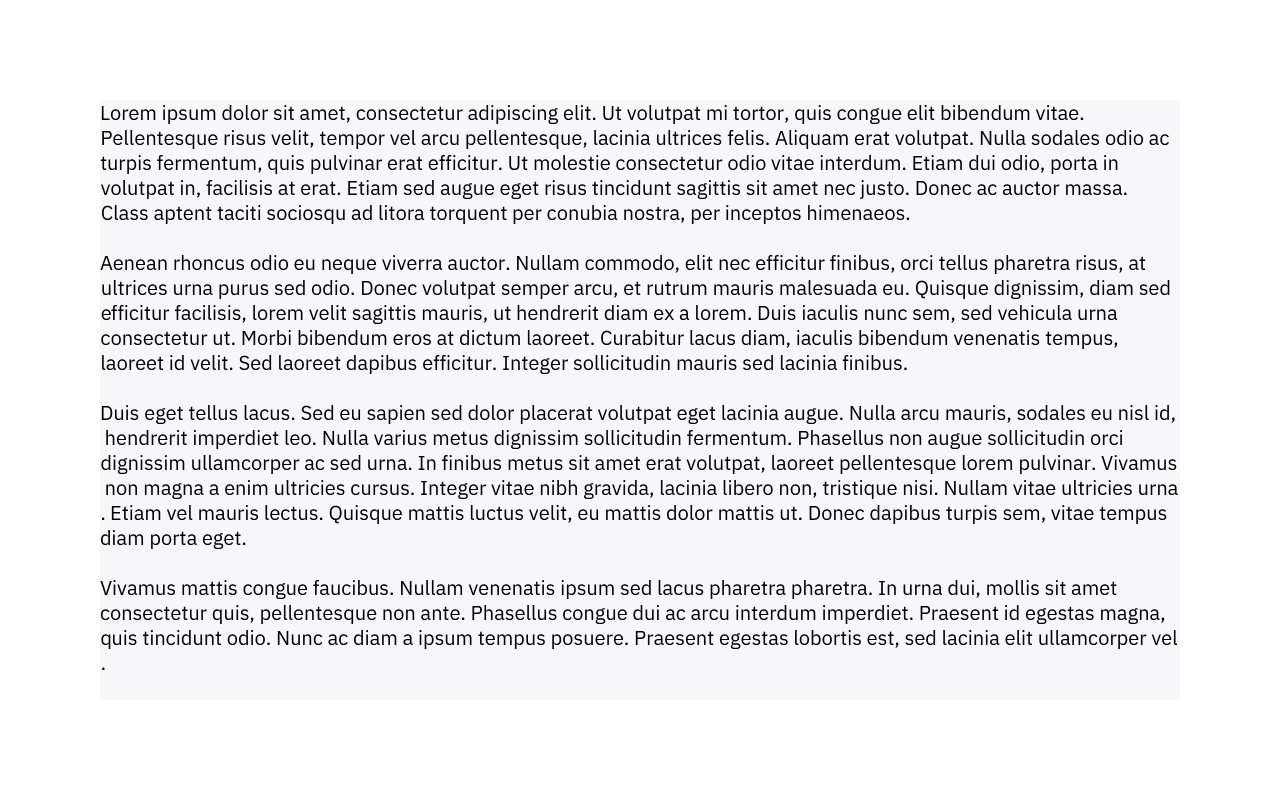 Lorem ipsum dolor sit amet, consectetur adipiscing elit. Ut volutpat mi tortor, quis congue elit bibendum vitae.
Pellentesque risus velit, tempor vel arcu pellentesque, lacinia ultrices felis. Aliquam erat volutpat. Nulla sodales odio ac
turpis fermentum, quis pulvinar erat efficitur. Ut molestie consectetur odio vitae interdum. Etiam dui odio, porta in
volutpat in, facilisis at erat. Etiam sed augue eget risus tincidunt sagittis sit amet nec justo. Donec ac auctor massa.
Class aptent taciti sociosqu ad litora torquent per conubia nostra, per inceptos himenaeos.

Aenean rhoncus odio eu neque viverra auctor. Nullam commodo, elit nec efficitur finibus, orci tellus pharetra risus, at
ultrices urna purus sed odio. Donec volutpat semper arcu, et rutrum mauris malesuada eu. Quisque dignissim, diam sed
efficitur facilisis, lorem velit sagittis mauris, ut hendrerit diam ex a lorem. Duis iaculis nunc sem, sed vehicula urna
consectetur ut. Morbi bibendum eros at dictum laoreet. Curabitur lacus diam, iaculis bibendum venenatis tempus,
laoreet id velit. Sed laoreet dapibus efficitur. Integer sollicitudin mauris sed lacinia finibus.

Duis eget tellus lacus. Sed eu sapien sed dolor placerat volutpat eget lacinia augue. Nulla arcu mauris, sodales eu nisl id,
hendrerit imperdiet leo. Nulla varius metus dignissim sollicitudin fermentum. Phasellus non augue sollicitudin orci
dignissim ullamcorper ac sed urna. In finibus metus sit amet erat volutpat, laoreet pellentesque lorem pulvinar. Vivamus
non magna a enim ultricies cursus. Integer vitae nibh gravida, lacinia libero non, tristique nisi. Nullam vitae ultricies urna
. Etiam vel mauris lectus. Quisque mattis luctus velit, eu mattis dolor mattis ut. Donec dapibus turpis sem, vitae tempus
diam porta eget.

Vivamus mattis congue faucibus. Nullam venenatis ipsum sed lacus pharetra pharetra. In urna dui, mollis sit amet
consectetur quis, pellentesque non ante. Phasellus congue dui ac arcu interdum imperdiet. Praesent id egestas magna,
quis tincidunt odio. Nunc ac diam a ipsum tempus posuere. Praesent egestas lobortis est, sed lacinia elit ullamcorper vel
.